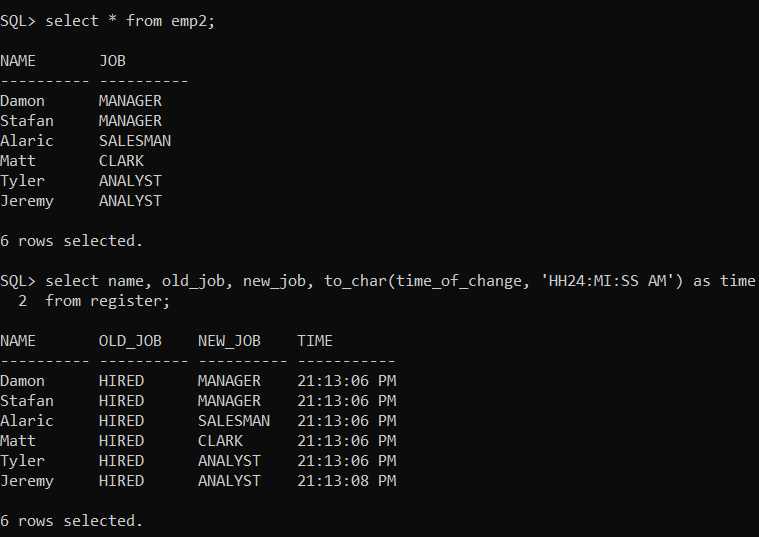 SQL> select * from emp2;
NAME       JOB
---------- ----------
Damon      MANAGER
Stafan     MANAGER
Alaric     SALESMAN
Matt       CLARK
Tyler      ANALYST
Jeremy     ANALYST
6 rows selected.
SQL> select name, old_job, new_job, to_char(time_of_change, 'HH24:MI:SS AM') as time
  2  from register;
NAME       OLD_JOB    NEW_JOB    TIME
---------- ---------- ---------- -----------
Damon      HIRED      MANAGER    21:13:06 PM
Stafan     HIRED      MANAGER    21:13:06 PM
Alaric     HIRED      SALESMAN   21:13:06 PM
Matt       HIRED      CLARK      21:13:06 PM
Tyler      HIRED      ANALYST    21:13:06 PM
Jeremy     HIRED      ANALYST    21:13:08 PM
6 rows selected.